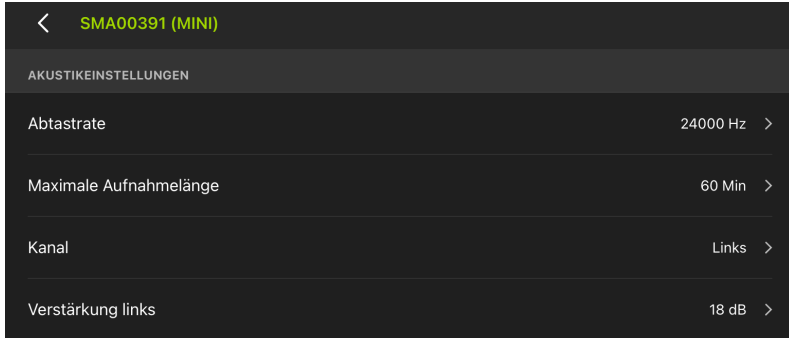 SMA00391 (MINI)
AKUSTIKEINSTELLUNGEN
Abtastrate 24000 Hz
Maximale Aufnahmelänge 60 Min
Kanal Links
Verstärkung links 18 dB